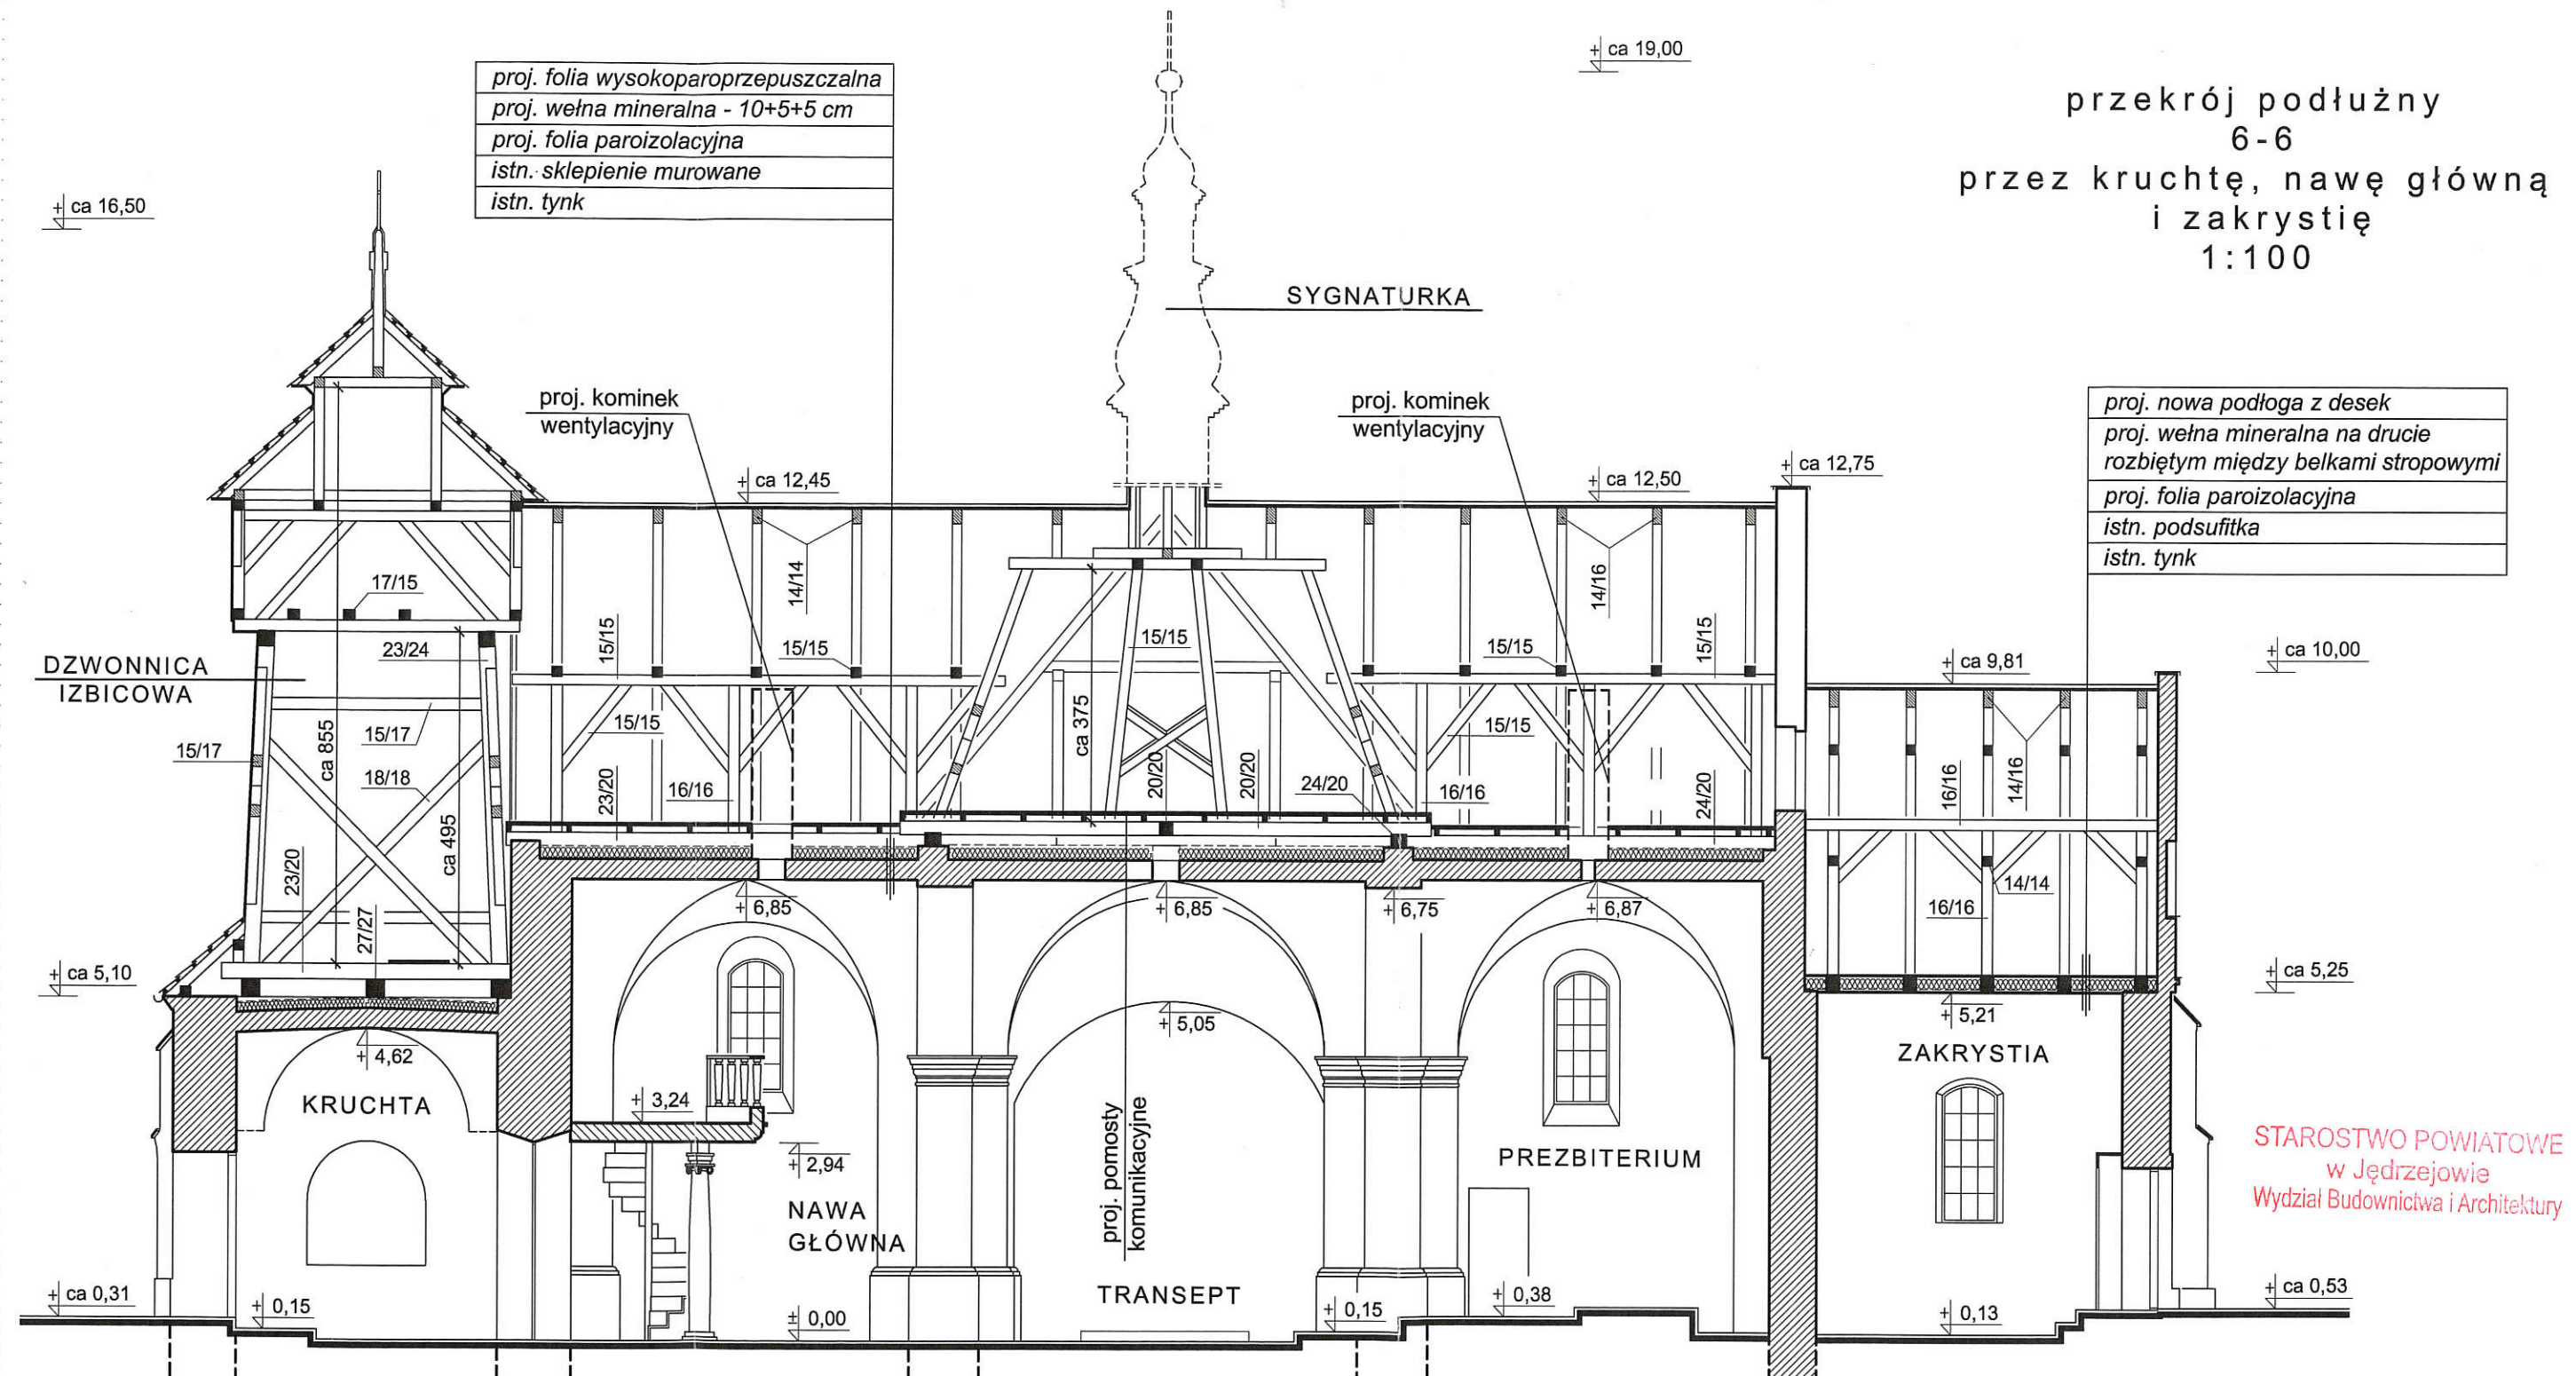 przekrój podłużny
6-6
przez kruchtę, nawę główną
i zakrystię
1:100
+ ca 19,00
proj. folia wysokoparoprzepuszczalna
proj. wełna mineralna - 10+5+5 cm
proj. folia paroizolacyjna
istn. sklepienie murowane
istn. tynk
+ ca 16,50
SYGNATURKA
proj. kominek
wentylacyjny
proj. kominek
wentylacyjny
proj. nowa podłoga z desek
proj. wełna mineralna na drucie
rozbiętym między belkami stropowymi
proj. folia paroizolacyjna
istn. podsufitka
istn. tynk
+ ca 12,45
+ ca 12,50
+ ca 12,75
17/15
14/14
14/16
15/15
15/15
15/15
15/15
15/15
23/24
DZWONNICA
IZBICOWA
+ ca 9,81
+ ca 10,00
15/17
15/17
18/18
ca 855
ca 495
15/15
ca 375
15/15
23/20
16/16
20/20
20/20
24/20
16/16
24/20
16/16
14/16
23/20
27/27
14/14
16/16
+ 6,85
+ 6,85
+ 6,75
+ 6,87
+ ca 5,10
+ ca 5,25
+ 4,62
+ 5,05
+ 5,21
KRUCHTA
ZAKRYSTIA
+ 3,24
+ 2,94
NAWA
GŁÓWNA
proj. pomosty
komunikacyjne
PREZBITERIUM
TRANSEPT
STAROSTWO POWIATOWE
w Jędrzejowie
Wydział Budownictwa i Architektury
+ ca 0,31
+ 0,15
± 0,00
+ 0,15
+ 0,38
+ 0,13
+ ca 0,53